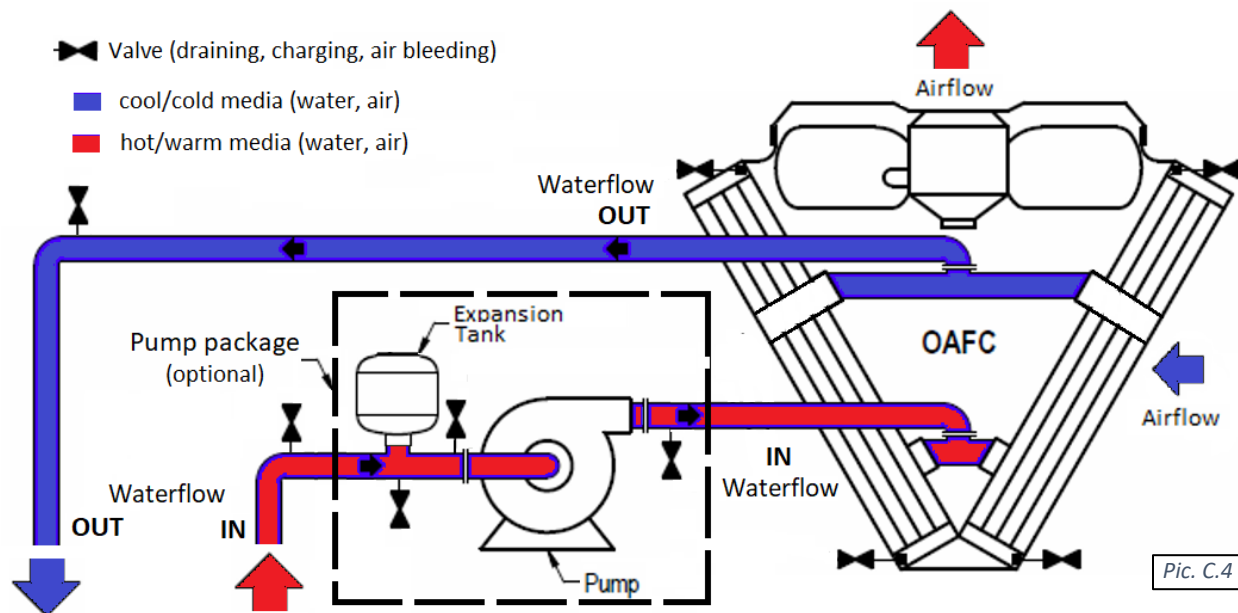 Valve (draining, charging, air bleeding)
cool/cold media (water, air)
hot/warm media (water, air)
Airflow
Waterflow
OUT
Expansion
Tank
Pump package
(optional)
OAFC
Airflow
IN
Waterflow
Waterflow
OUT
IN
Pump
Pic. C.4